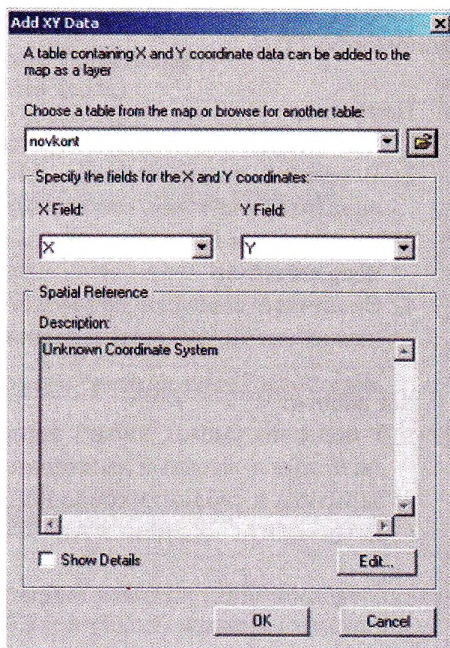 Add XY Data
A table containing X and Y coordinate data can be added to the
map as a layer
Choose a table from the map or browse for another table:
novkont
Specify the fields for the X and Y coordinates:
X Field: Y Field:
X Y
Spatial Reference
Description:
Unknown Coordinate System
Show Details Edit...
OK Cancel